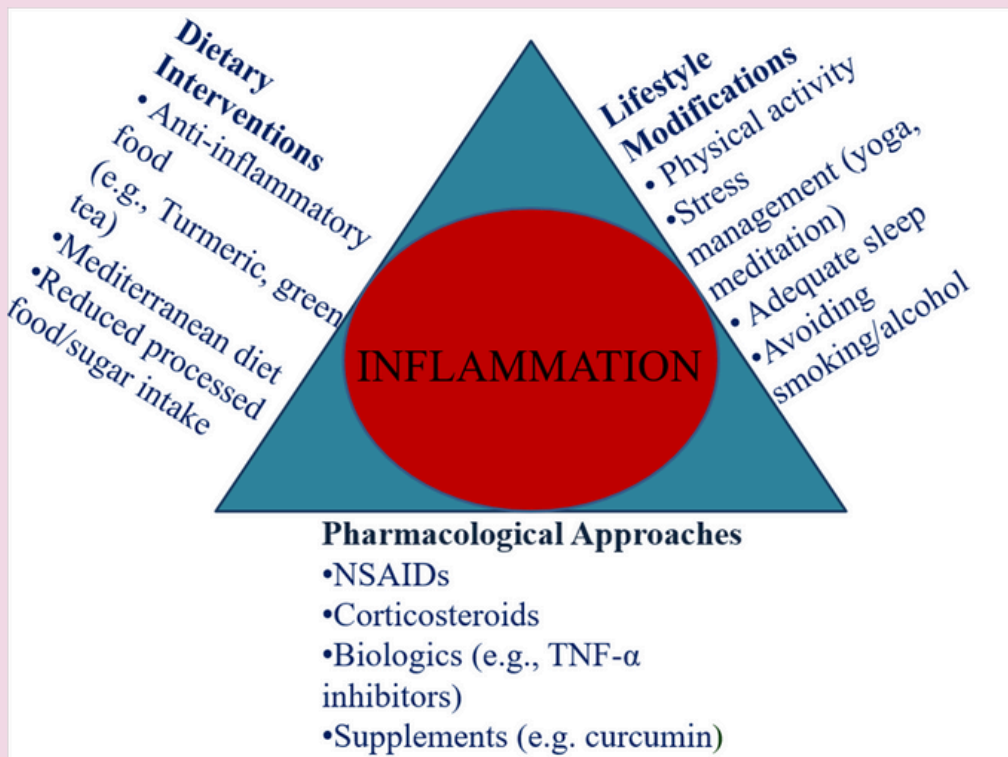 Dietary
Interventions
• Anti-inflammatory
food
(e.g., Turmeric, green
tea)
•Mediterranean diet
•Reduced processed
food/sugar intake
Lifestyle
Modifications
• Physical activity
•Stress
management (yoga,
meditation)
• Adequate sleep
•Avoiding
smoking/alcohol
INFLAMMATION
Pharmacological Approaches
•NSAIDs
•Corticosteroids
•Biologics (e.g., TNF-α
inhibitors)
•Supplements (e.g. curcumin)